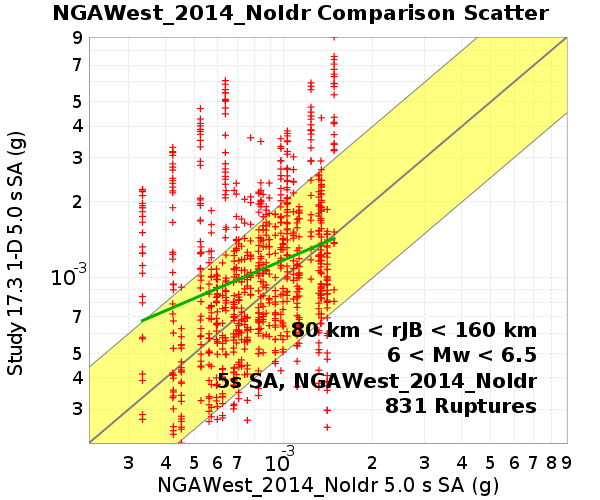 NGAWest_2014_NoIdr Comparison Scatter
Study 17.3 1-D 5.0 s SA (g)
9
7
5
4
3
2
10-3
7
5
4
3
80 km < rJB < 160 km
6 < Mw < 6.5
5s SA, NGAWest_2014_NoIdr
831 Ruptures
3 4 5 6 7 10-3 2 3 4 5 6 7 8 9
NGAWest_2014_NoIdr 5.0 s SA (g)